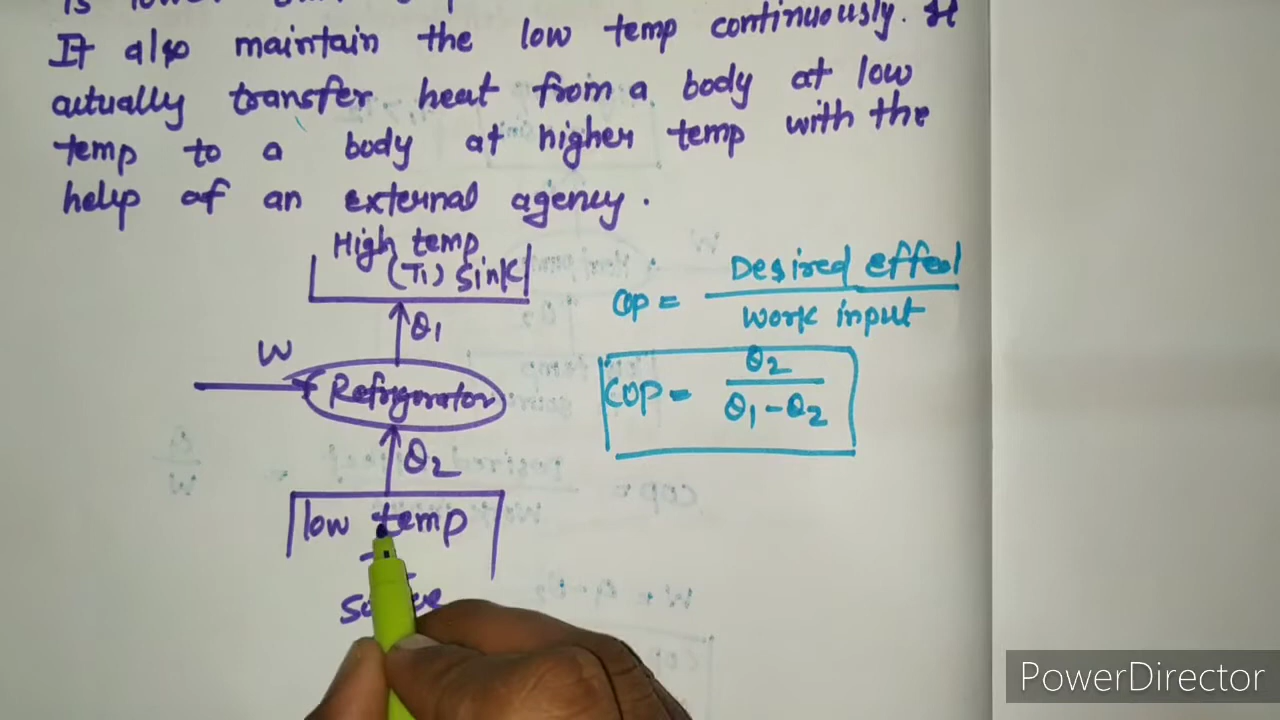 It also maintain the low temp continuously. It
actually transfer heat from a body at low
temp to a body at higher temp with the
help of an external agency.
High temp
(T1) sink
Q1
W
Refrigerator
Q2
low temp
COP = Desired effect
work input
COP = Q2
Q1 - Q2
PowerDirector